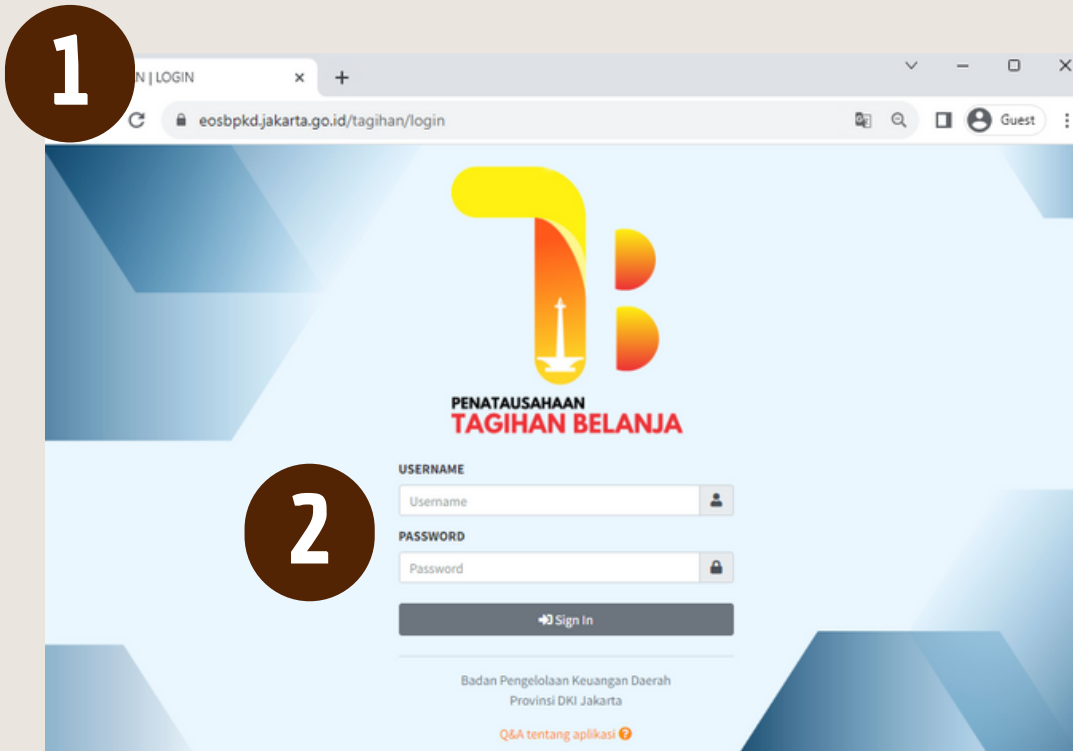 1
N | LOGIN
eosbpkd.jakarta.go.id/tagihan/login
Guest
PENATAUSAHAAN
TAGIHAN BELANJA
2
USERNAME
Username
PASSWORD
Password
Sign In
Badan Pengelolaan Keuangan Daerah
Provinsi DKI Jakarta
Q&A tentang aplikasi